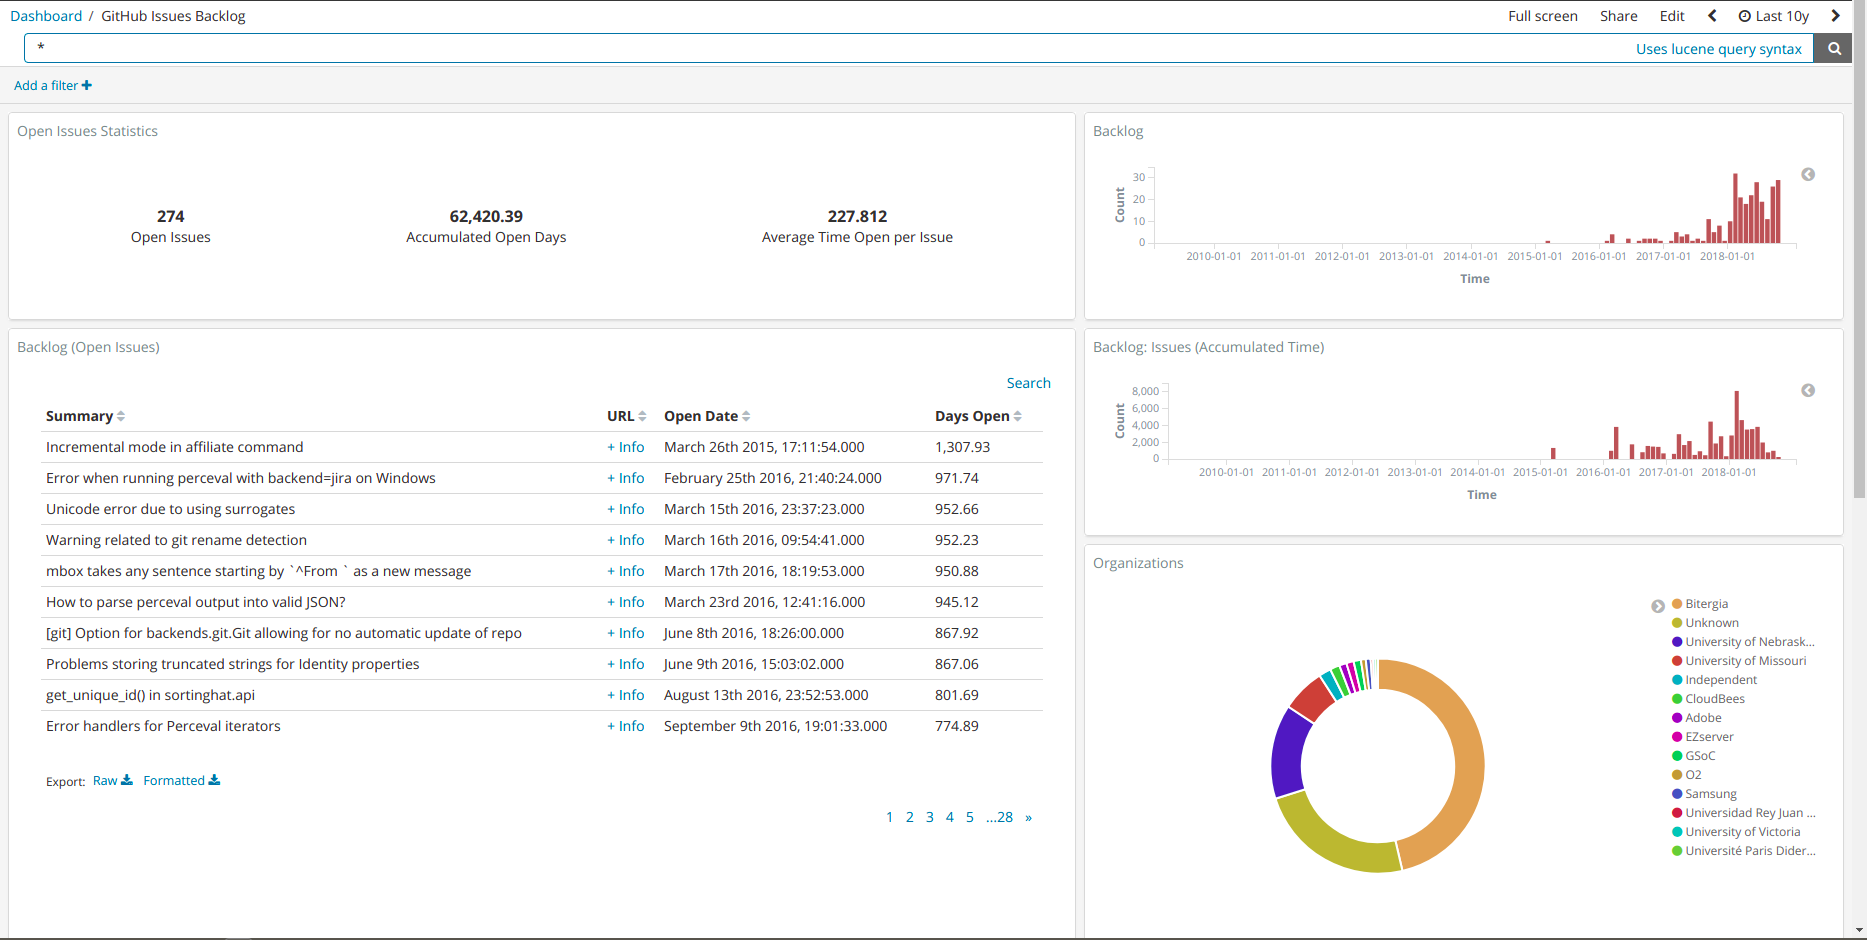 Dashboard / GitHub Issues Backlog
Full screen Share Edit Last 10y
*
Uses lucene query syntax
Add a filter
Open Issues Statistics
274
Open Issues
62,420.39
Accumulated Open Days
227.812
Average Time Open per Issue
Backlog
Count
30
20
10
0
2010-01-01 2011-01-01 2012-01-01 2013-01-01 2014-01-01 2015-01-01 2016-01-01 2017-01-01 2018-01-01
Time
Backlog (Open Issues)
Search
Summary URL Open Date Days Open
Incremental mode in affiliate command + Info March 26th 2015, 17:11:54.000 1,307.93
Error when running perceval with backend=jira on Windows + Info February 25th 2016, 21:40:24.000 971.74
Unicode error due to using surrogates + Info March 15th 2016, 23:37:23.000 952.66
Warning related to git rename detection + Info March 16th 2016, 09:54:41.000 952.23
mbox takes any sentence starting by `^From ` as a new message + Info March 17th 2016, 18:19:53.000 950.88
How to parse perceval output into valid JSON? + Info March 23rd 2016, 12:41:16.000 945.12
[git] Option for backends.git.Git allowing for no automatic update of repo + Info June 8th 2016, 18:26:00.000 867.92
Problems storing truncated strings for Identity properties + Info June 9th 2016, 15:03:02.000 867.06
get_unique_id() in sortinghat.api + Info August 13th 2016, 23:52:53.000 801.69
Error handlers for Perceval iterators + Info September 9th 2016, 19:01:33.000 774.89
Export: Raw Formatted
1 2 3 4 5 ...28 »
Backlog: Issues (Accumulated Time)
Count
8,000
6,000
4,000
2,000
0
2010-01-01 2011-01-01 2012-01-01 2013-01-01 2014-01-01 2015-01-01 2016-01-01 2017-01-01 2018-01-01
Time
Organizations
Bitergia
Unknown
University of Nebrask...
University of Missouri
Independent
CloudBees
Adobe
EZserver
GSoC
O2
Samsung
Universidad Rey Juan ...
University of Victoria
Université Paris Dider...